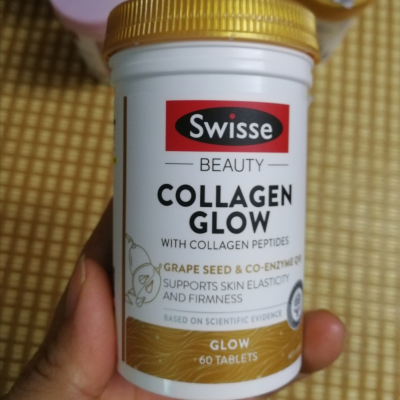 Swisse
BEAUTY
COLLAGEN
GLOW
WITH COLLAGEN PEPTIDES
GRAPE SEED & CO-ENZYME Q10
SUPPORTS SKIN ELASTICITY
AND FIRMNESS
BASED ON SCIENTIFIC EVIDENCE
GLOW
60 TABLETS